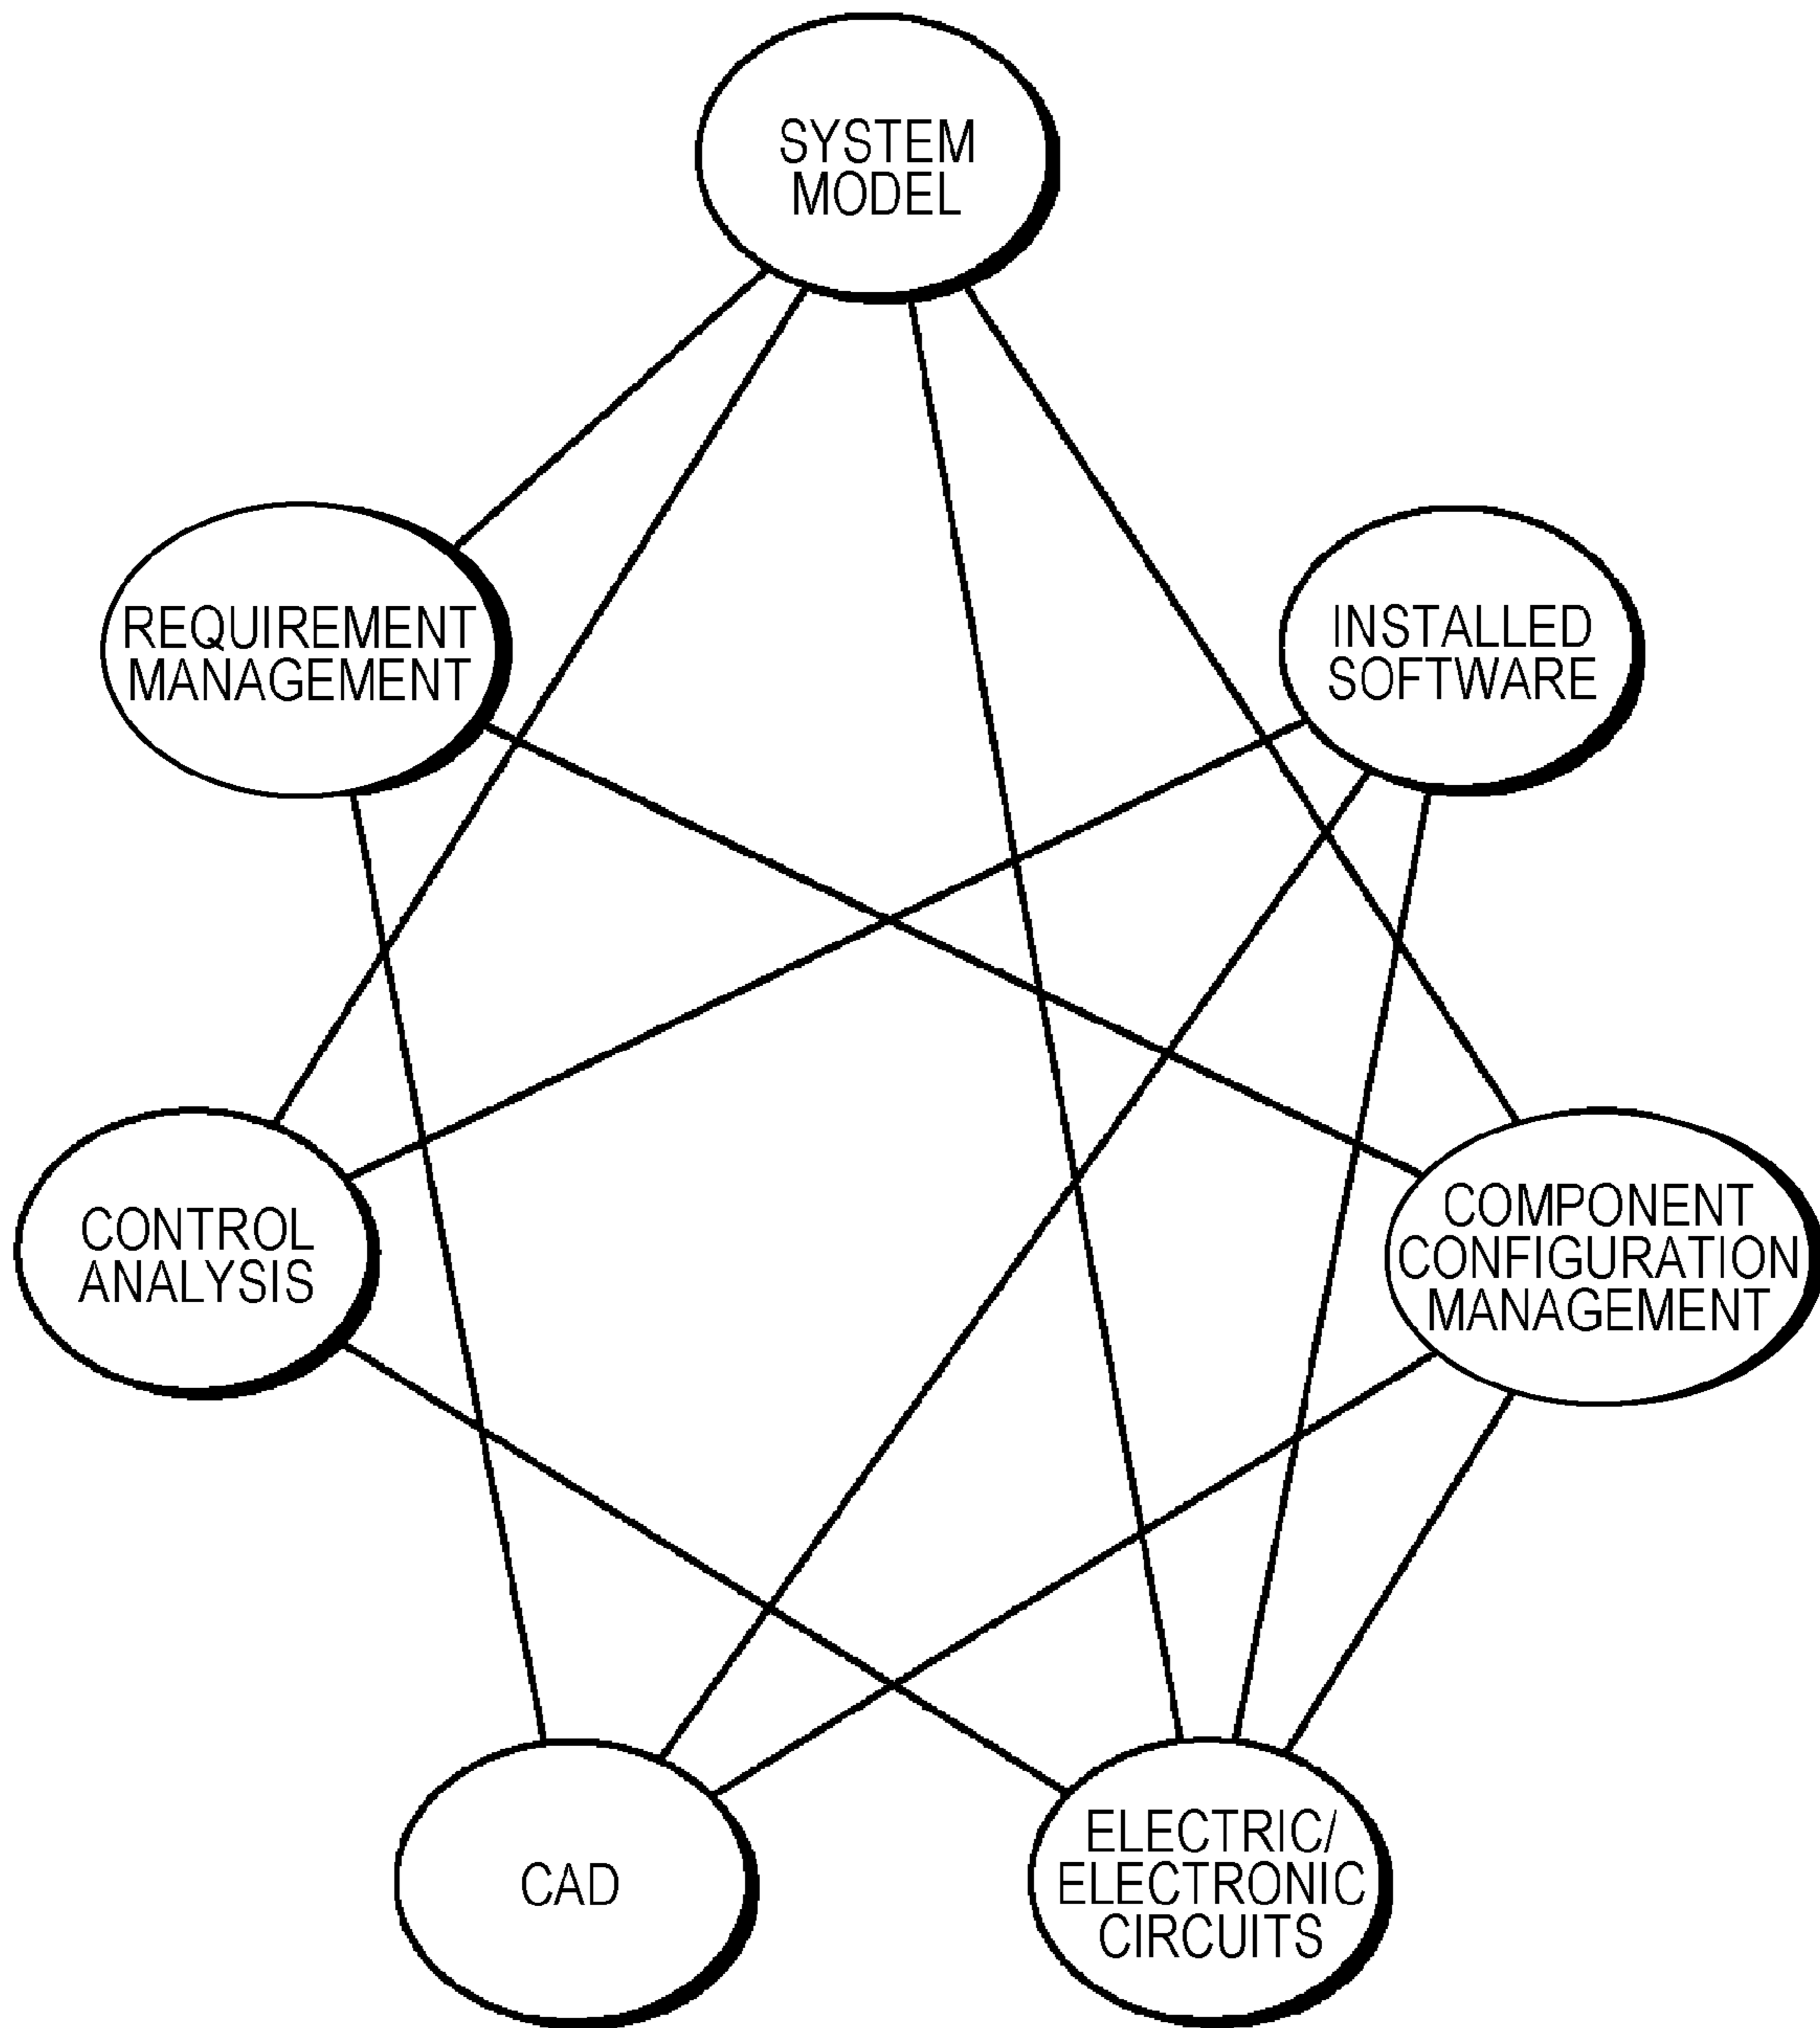 SYSTEM
MODEL
REQUIREMENT
MANAGEMENT
INSTALLED
SOFTWARE
CONTROL
ANALYSIS
COMPONENT
CONFIGURATION
MANAGEMENT
CAD
ELECTRIC/
ELECTRONIC
CIRCUITS